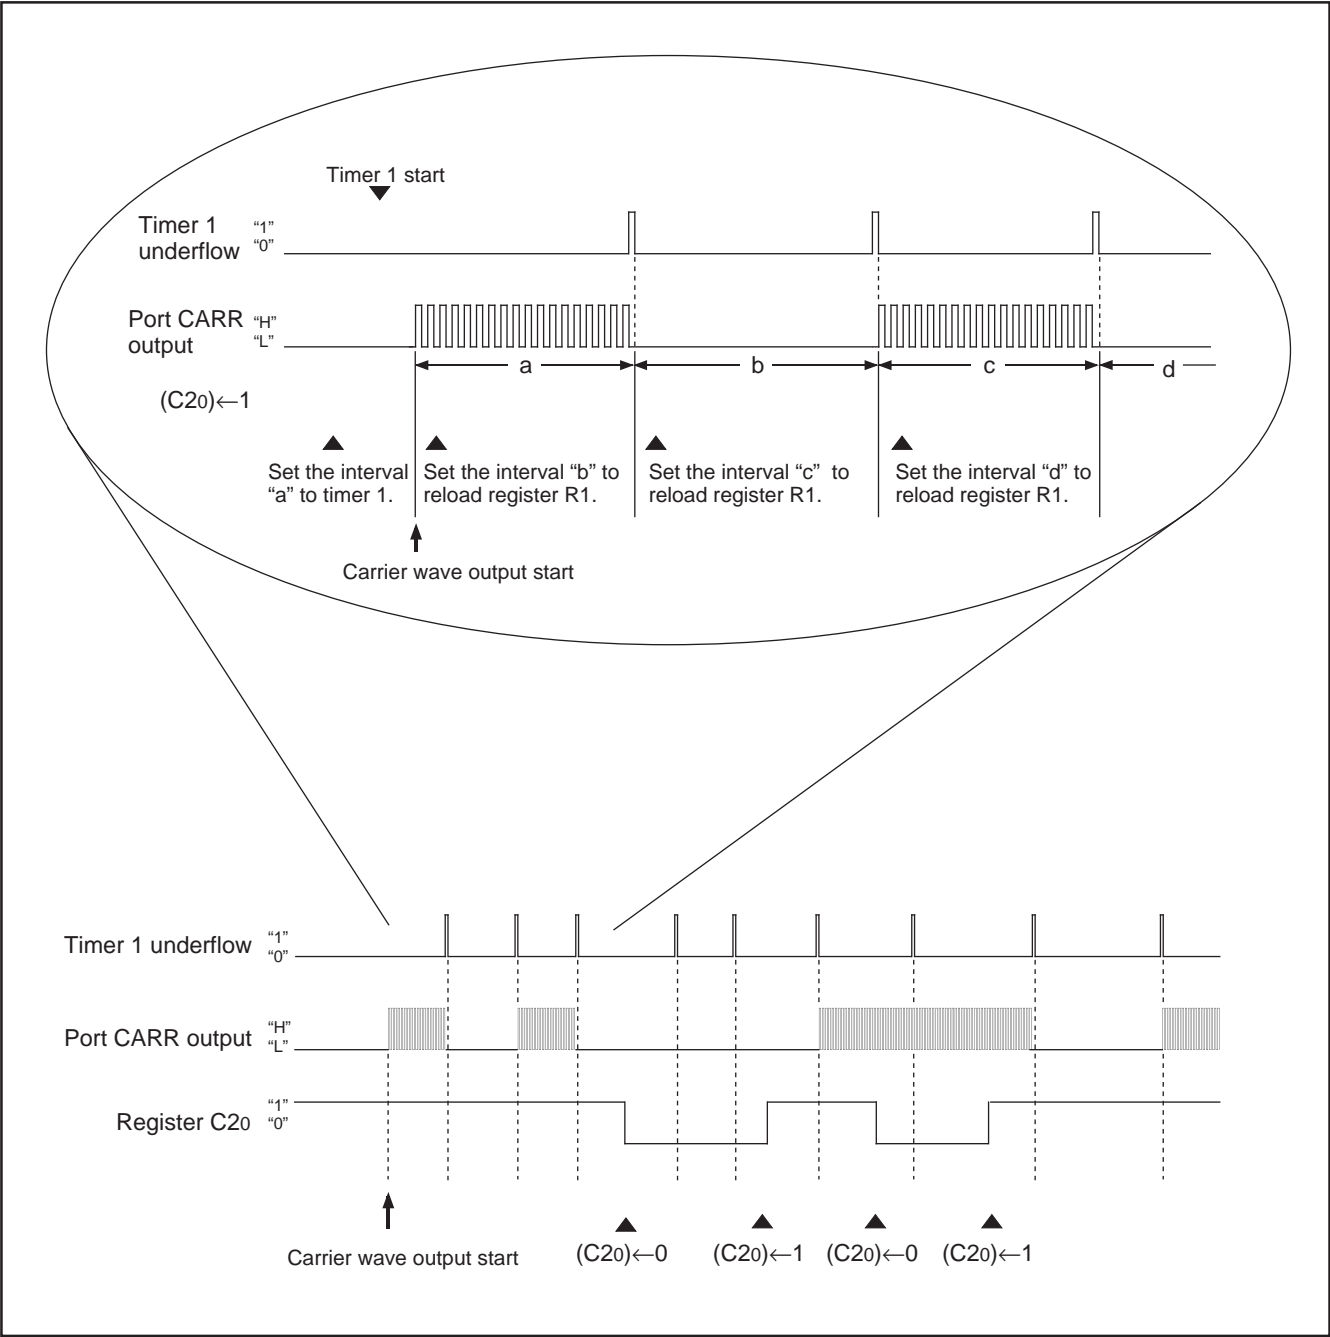 Timer 1 start
Timer 1
underflow
“1”
“0”
Port CARR
output
“H”
“L”
a
b
c
d
(C20)←1
Set the interval
“a” to timer 1.
Set the interval “b” to
reload register R1.
Set the interval “c” to
reload register R1.
Set the interval “d” to
reload register R1.
Carrier wave output start
Timer 1 underflow
“1”
“0”
Port CARR output
“H”
“L”
Register C20
“1”
“0”
Carrier wave output start
(C20)←0
(C20)←1
(C20)←0
(C20)←1